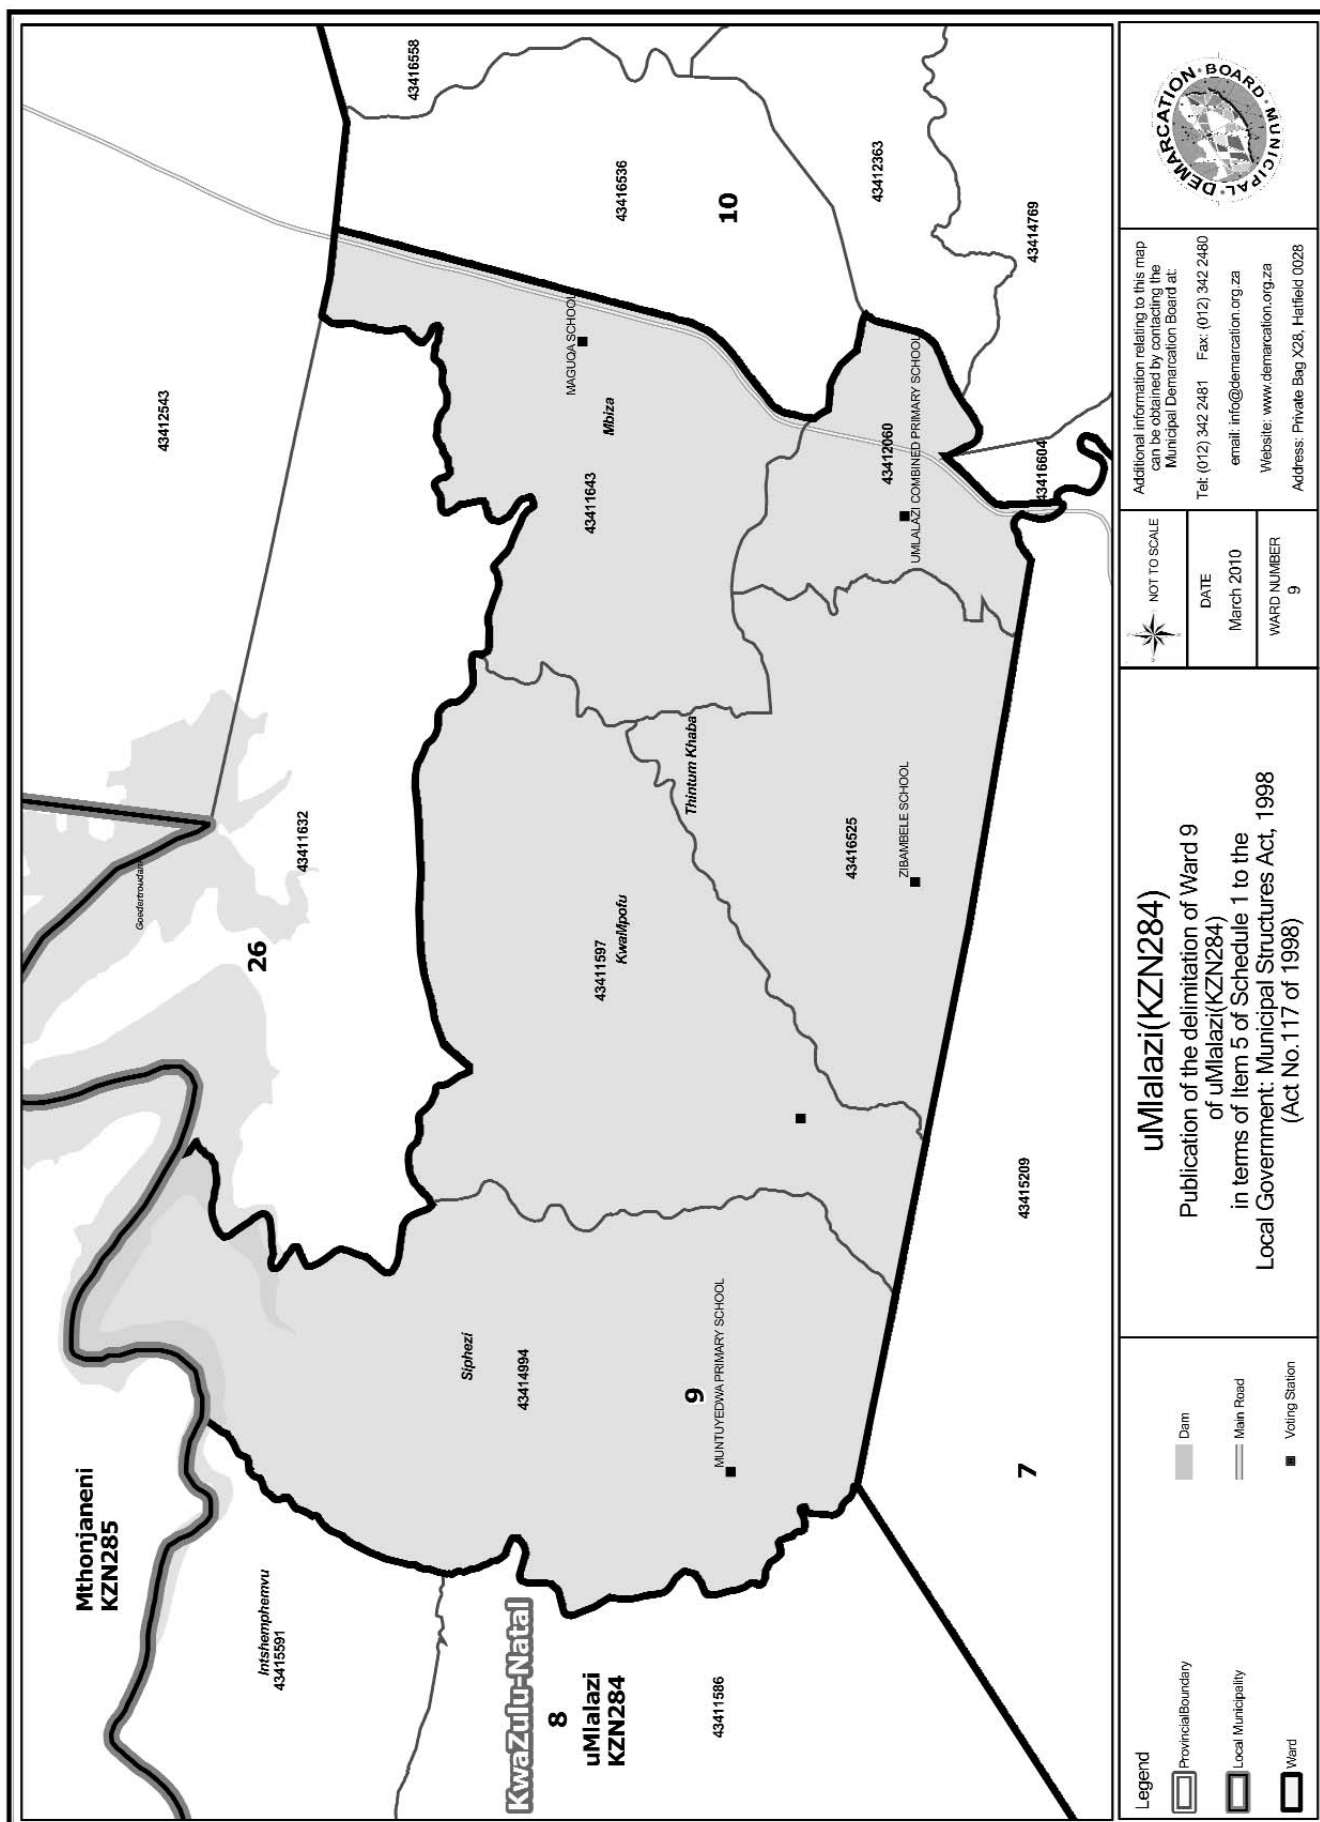 Mthonjaneni
KZN285
Intshemphemvu
43415591
KwaZulu-Natal
8
uMlalazi
KZN284
43411586
Siphezi
43414994
9
MUNTUYEDWA PRIMARY SCHOOL
7
43415209
26
Goedertroudam
43411632
43411597
KwaMpofu
Thintum Khaba
43416525
ZIBAMBELE SCHOOL
43412543
MAGUQA SCHOOL
Mbiza
43411643
43412060
UMLALAZI COMBINED PRIMARY SCHOOL
43416604
43416558
43416536
10
43412363
43414769
Legend
ProvincialBoundary
Local Municipality
Ward
Dam
Main Road
Voting Station
uMlalazi(KZN284)
Publication of the delimitation of Ward 9
of uMlalazi(KZN284)
in terms of Item 5 of Schedule 1 to the
Local Government: Municipal Structures Act, 1998
(Act No.117 of 1998)
NOT TO SCALE
DATE
March 2010
WARD NUMBER
9
Additional information relating to this map
can be obtained by contacting the
Municipal Demarcation Board at:
Tel: (012) 342 2481 Fax: (012) 342 2480
email: info@demarcation.org.za
Website: www.demarcation.org.za
Address: Private Bag X28, Hatfield 0028
MUNICIPAL DEMARCATION BOARD